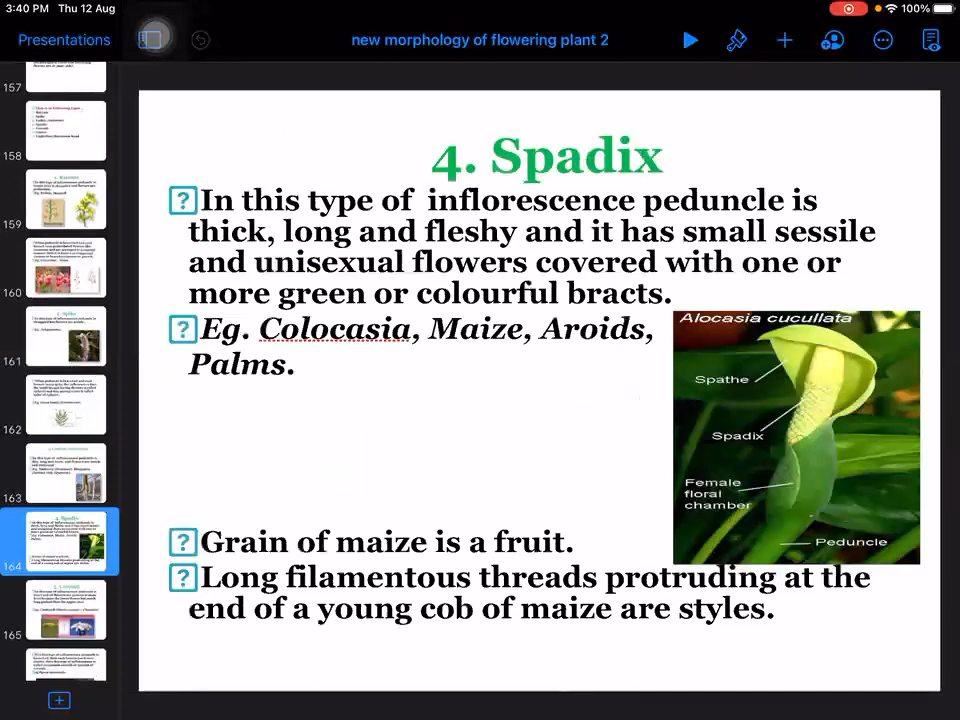 3:40 PM Thu 12 Aug
100%
Presentations
new morphology of flowering plant 2
157
158
159
160
161
162
163
164
165
4. Spadix
In this type of inflorescence peduncle is
thick, long and fleshy and it has small sessile
and unisexual flowers covered with one or
more green or colourful bracts.
Eg. Colocasia, Maize, Aroids,
Palms.
Alocasia cucullata
Spathe
Spadix
Female
floral
chamber
Peduncle
Grain of maize is a fruit.
Long filamentous threads protruding at the
end of a young cob of maize are styles.